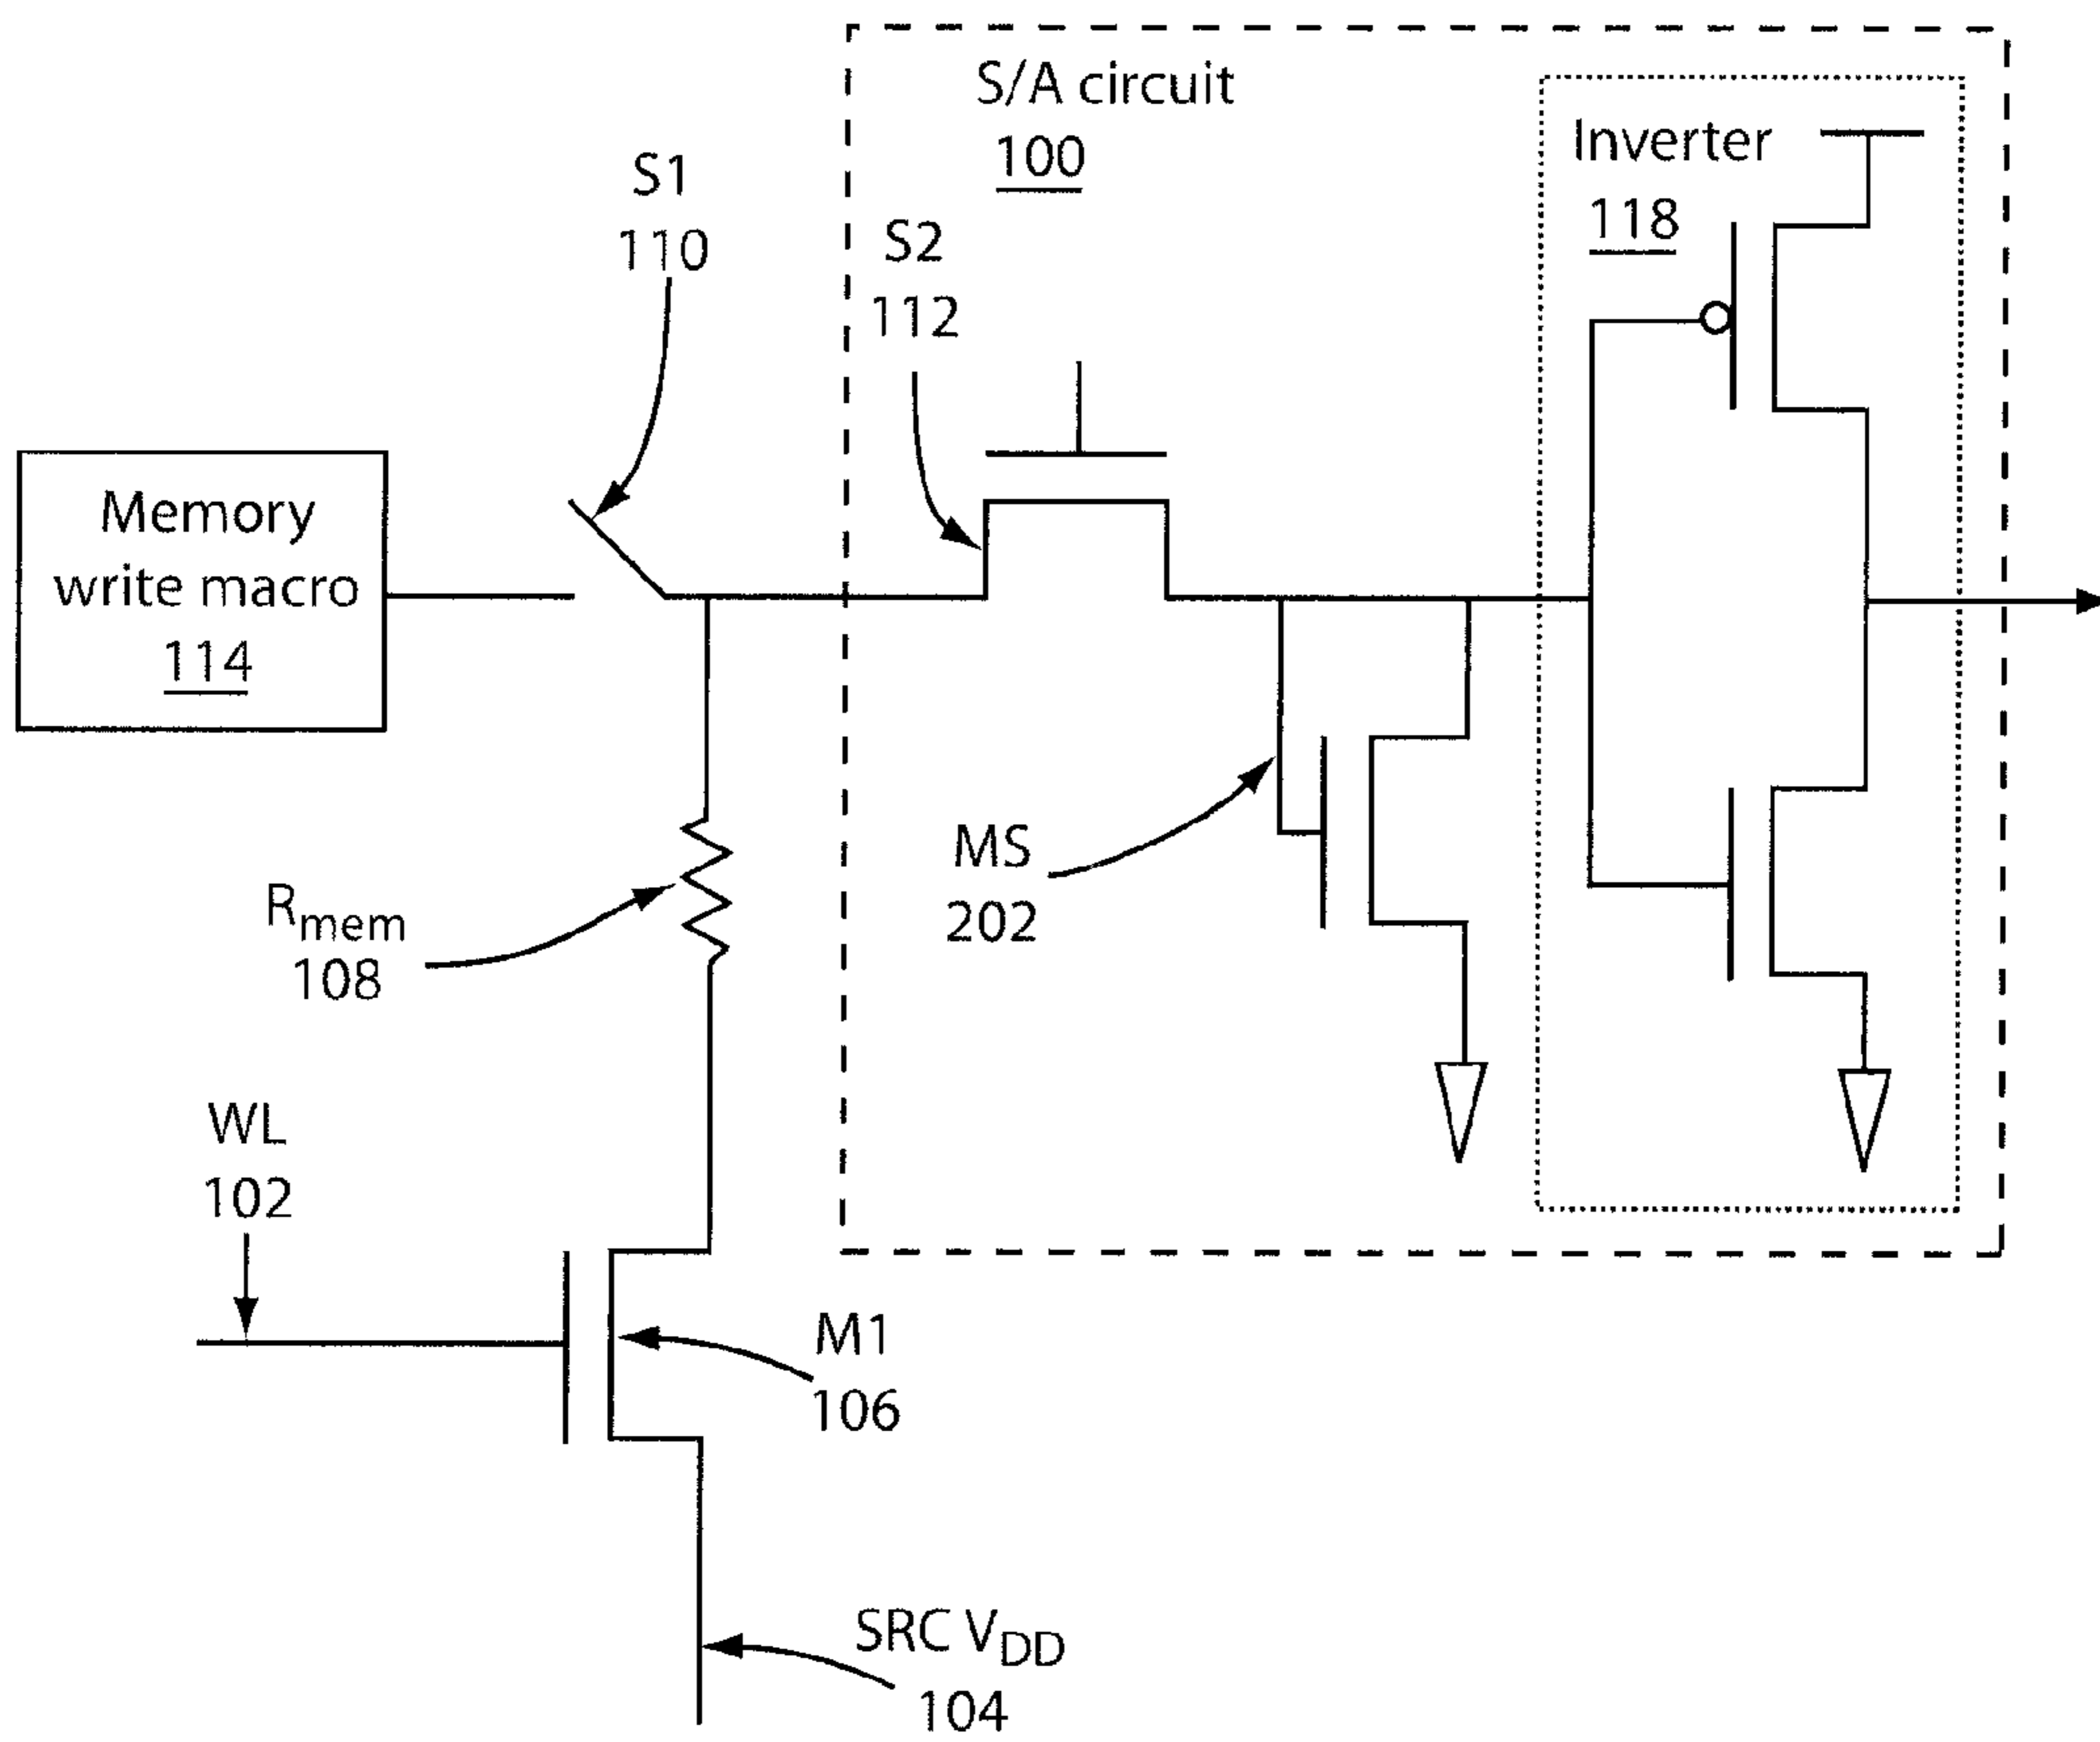 S/A circuit
100
Inverter
118
S1
110
S2
112
Memory
write macro
114
MS
202
Rmem
108
WL
102
M1
106
SRC VDD
104